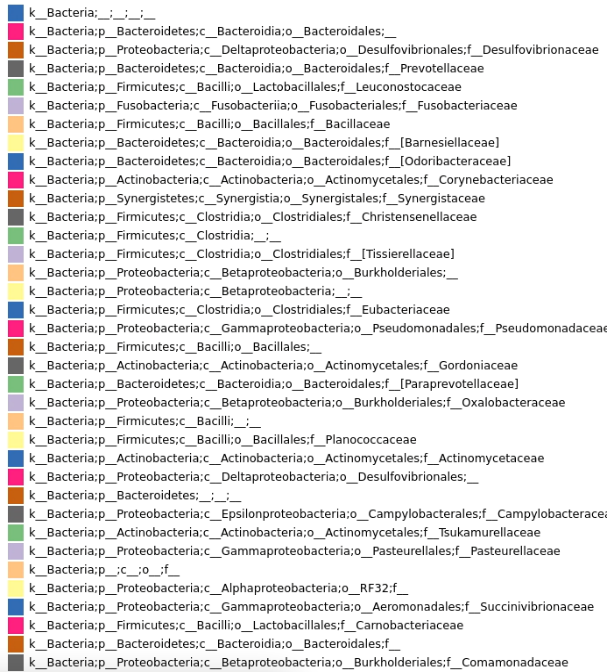 k__Bacteria;__;__;__;__
k__Bacteria;p__Bacteroidetes;c__Bacteroidia;o__Bacteroidales;__
k__Bacteria;p__Proteobacteria;c__Deltaproteobacteria;o__Desulfovibrionales;f__Desulfovibrionaceae
k__Bacteria;p__Bacteroidetes;c__Bacteroidia;o__Bacteroidales;f__Prevotellaceae
k__Bacteria;p__Firmicutes;c__Bacilli;o__Lactobacillales;f__Leuconostocaceae
k__Bacteria;p__Fusobacteria;c__Fusobacteriia;o__Fusobacteriales;f__Fusobacteriaceae
k__Bacteria;p__Firmicutes;c__Bacilli;o__Bacillales;f__Bacillaceae
k__Bacteria;p__Bacteroidetes;c__Bacteroidia;o__Bacteroidales;f__[Barnesiellaceae]
k__Bacteria;p__Bacteroidetes;c__Bacteroidia;o__Bacteroidales;f__[Odoribacteraceae]
k__Bacteria;p__Actinobacteria;c__Actinobacteria;o__Actinomycetales;f__Corynebacteriaceae
k__Bacteria;p__Synergistetes;c__Synergistia;o__Synergistales;f__Synergistaceae
k__Bacteria;p__Firmicutes;c__Clostridia;o__Clostridiales;f__Christensenellaceae
k__Bacteria;p__Firmicutes;c__Clostridia;__;__
k__Bacteria;p__Firmicutes;c__Clostridia;o__Clostridiales;f__[Tissierellaceae]
k__Bacteria;p__Proteobacteria;c__Betaproteobacteria;o__Burkholderiales;__
k__Bacteria;p__Proteobacteria;c__Betaproteobacteria;__;__
k__Bacteria;p__Firmicutes;c__Clostridia;o__Clostridiales;f__Eubacteriaceae
k__Bacteria;p__Proteobacteria;c__Gammaproteobacteria;o__Pseudomonadales;f__Pseudomonadaceae
k__Bacteria;p__Firmicutes;c__Bacilli;o__Bacillales;__
k__Bacteria;p__Actinobacteria;c__Actinobacteria;o__Actinomycetales;f__Gordoniaceae
k__Bacteria;p__Bacteroidetes;c__Bacteroidia;o__Bacteroidales;f__[Paraprevotellaceae]
k__Bacteria;p__Proteobacteria;c__Betaproteobacteria;o__Burkholderiales;f__Oxalobacteraceae
k__Bacteria;p__Firmicutes;c__Bacilli;__;__
k__Bacteria;p__Firmicutes;c__Bacilli;o__Bacillales;f__Planococcaceae
k__Bacteria;p__Actinobacteria;c__Actinobacteria;o__Actinomycetales;f__Actinomycetaceae
k__Bacteria;p__Proteobacteria;c__Deltaproteobacteria;o__Desulfovibrionales;__
k__Bacteria;p__Bacteroidetes;__;__;__
k__Bacteria;p__Proteobacteria;c__Epsilonproteobacteria;o__Campylobacterales;f__Campylobacteracea
k__Bacteria;p__Actinobacteria;c__Actinobacteria;o__Actinomycetales;f__Tsukamurellaceae
k__Bacteria;p__Proteobacteria;c__Gammaproteobacteria;o__Pasteurellales;f__Pasteurellaceae
k__Bacteria;p__;c__;o__;f__
k__Bacteria;p__Proteobacteria;c__Alphaproteobacteria;o__RF32;f__
k__Bacteria;p__Proteobacteria;c__Gammaproteobacteria;o__Aeromonadales;f__Succinivibrionaceae
k__Bacteria;p__Firmicutes;c__Bacilli;o__Lactobacillales;f__Carnobacteriaceae
k__Bacteria;p__Bacteroidetes;c__Bacteroidia;o__Bacteroidales;f__
k__Bacteria;p__Proteobacteria;c__Betaproteobacteria;o__Burkholderiales;f__Comamonadaceae